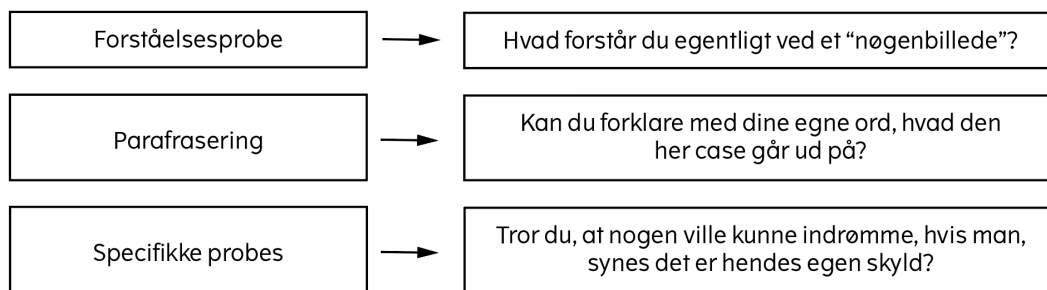 Forståelsesprobe
Hvad forstår du egentligt ved et “nøgenbillede”?
Parafrasering
Kan du forklare med dine egne ord, hvad den
her case går ud på?
Specifikke probes
Tror du, at nogen ville kunne indrømme, hvis man,
synes det er hendes egen skyld?